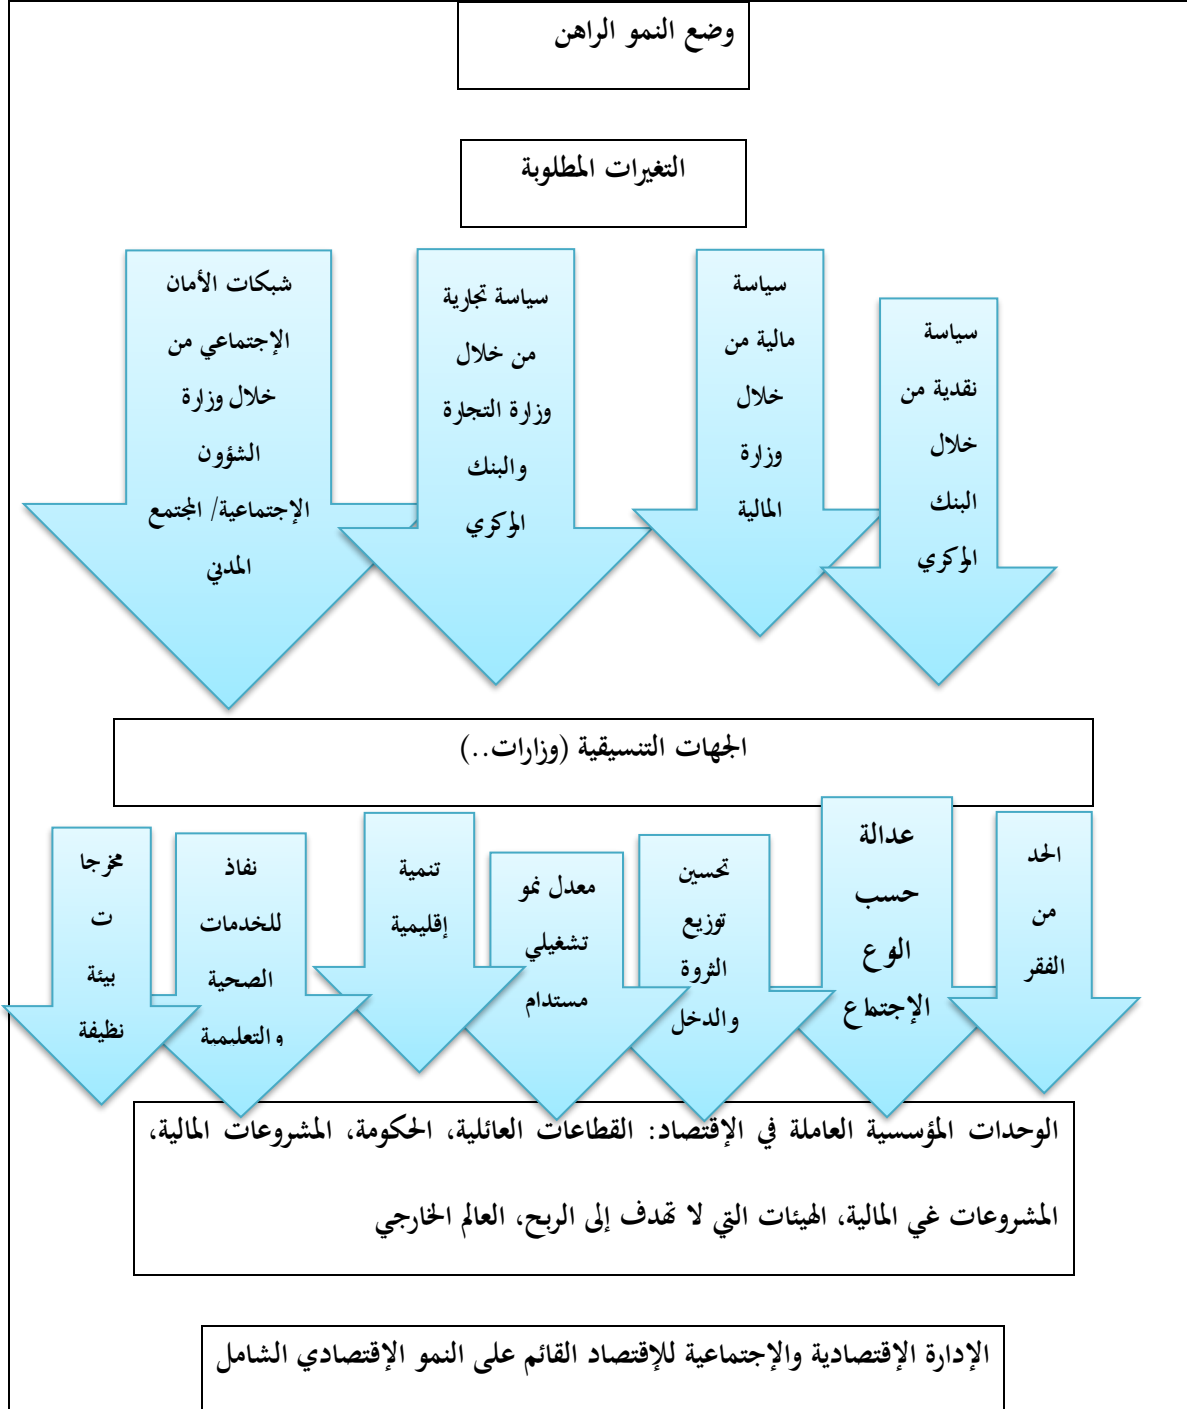 وضع النمو الراهن
التغيرات المطلوبة
سياسة
نقدية من
خلال
البنك
المركزي
سياسة
مالية من
خلال
وزارة
المالية
سياسة تجارية
من خلال
وزارة التجارة
والبنك
المركزي
شبكات الأمان
الإجتماعي من
خلال وزارة
الشؤون
الإجتماعية/ المجتمع
المدني
الجهات التنسيقية (وزارات..)
الحد
من
الفقر
عدالة
حسب
النوع
الإجتماع
تحسين
توزيع
الثروة
والدخل
معدل نمو
تشغيلي
مستدام
تنمية
إقليمية
نفاذ
للخدمات
الصحية
والتعليمية
مخرجا
ت
بيئة
نظيفة
الوحدات المؤسسية العاملة في الإقتصاد: القطاعات العائلية، الحكومة، المشروعات المالية،
المشروعات غي المالية، الهيئات التي لا تهدف إلى الربح، العالم الخارجي
الإدارة الإقتصادية والإجتماعية للإقتصاد القائم على النمو الإقتصادي الشامل